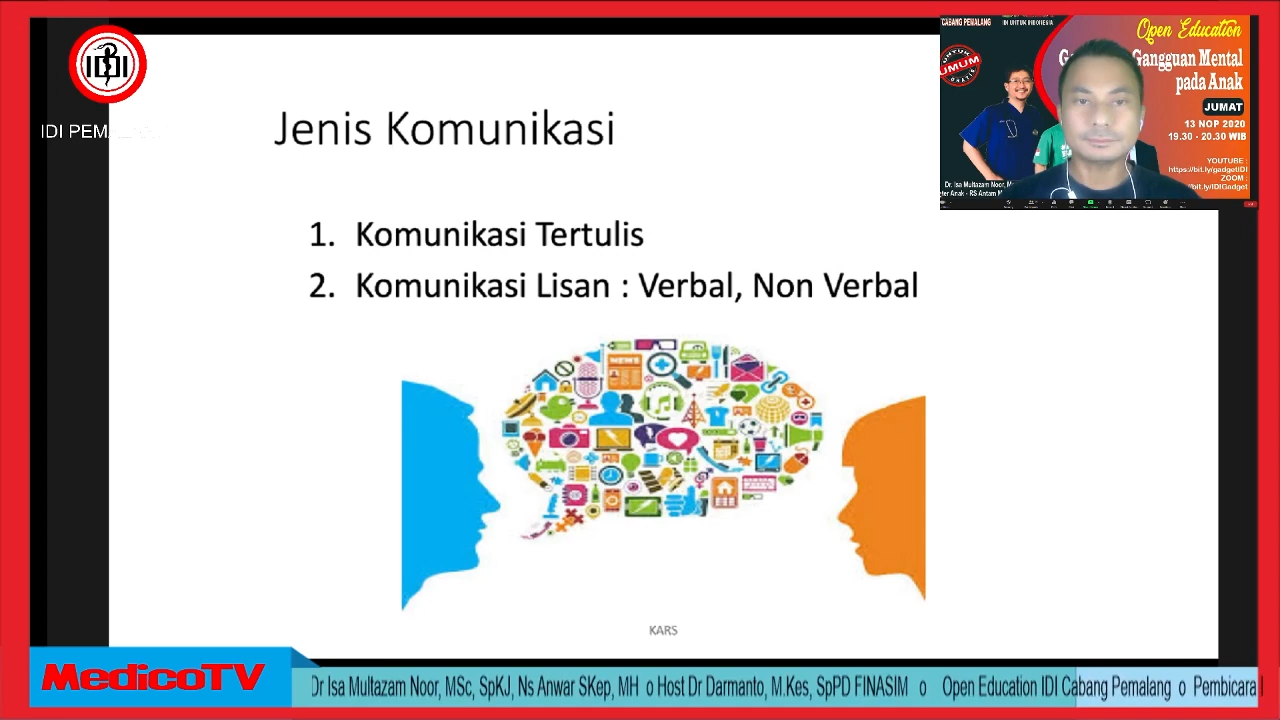 IDI
IDI PEM
Jenis Komunikasi
1. Komunikasi Tertulis
2. Komunikasi Lisan : Verbal, Non Verbal
NEWS
KARS
CABANG PEMALANG
IDI UNTUK INDONESIA
Open Education
Gangguan Mental
pada Anak
UNTUK
UMUM
GRATIS
JUMAT
13 NOP 2020
19.30 - 20.30 WIB
YOUTUBE :
https://bit.ly/gadgetIDI
ZOOM :
bit.ly/IDIGadget
Dr. Isa Multazam Noor,
Anak - RS Antam
MedicoTV
Dr Isa Multazam Noor, MSc, SpKJ, Ns Anwar SKep, MH o Host Dr Darmanto, M.Kes, SpPD FINASIM o Open Education IDI Cabang Pemalang o Pembicara